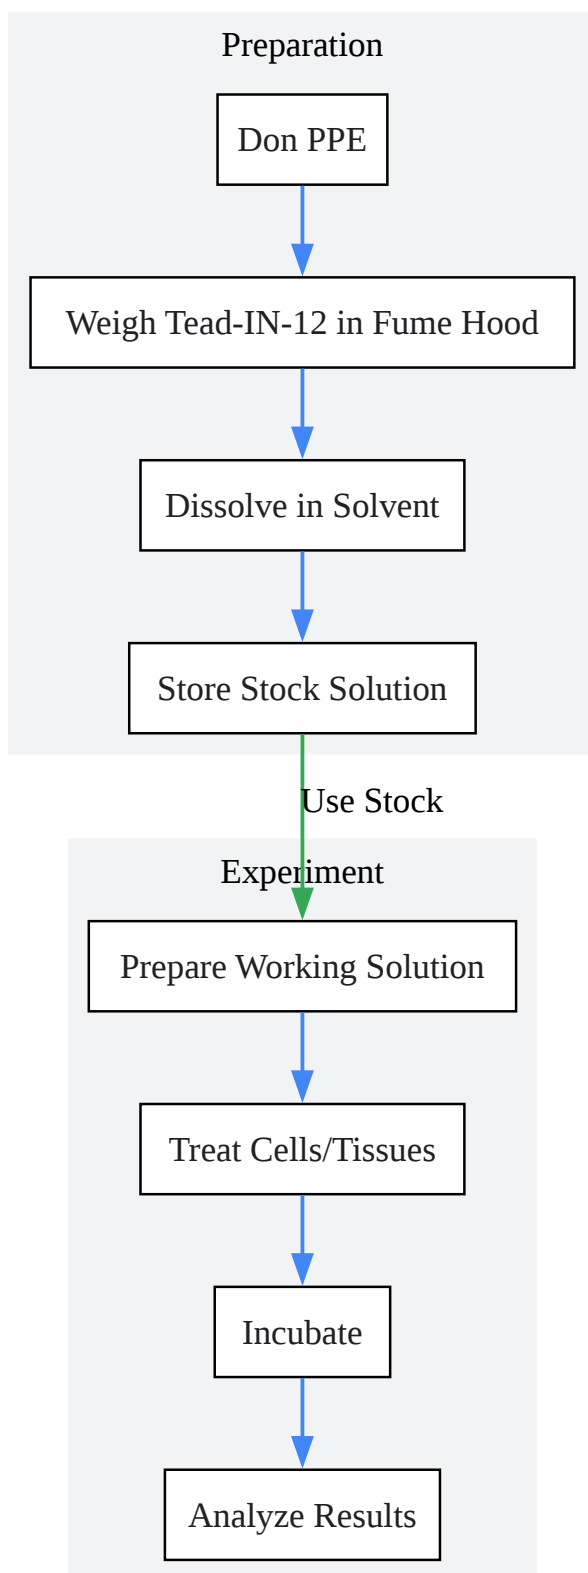 Preparation
Don PPE
Weigh Tead-IN-12 in Fume Hood
Dissolve in Solvent
Store Stock Solution
Use Stock
Experiment
Prepare Working Solution
Treat Cells/Tissues
Incubate
Analyze Results